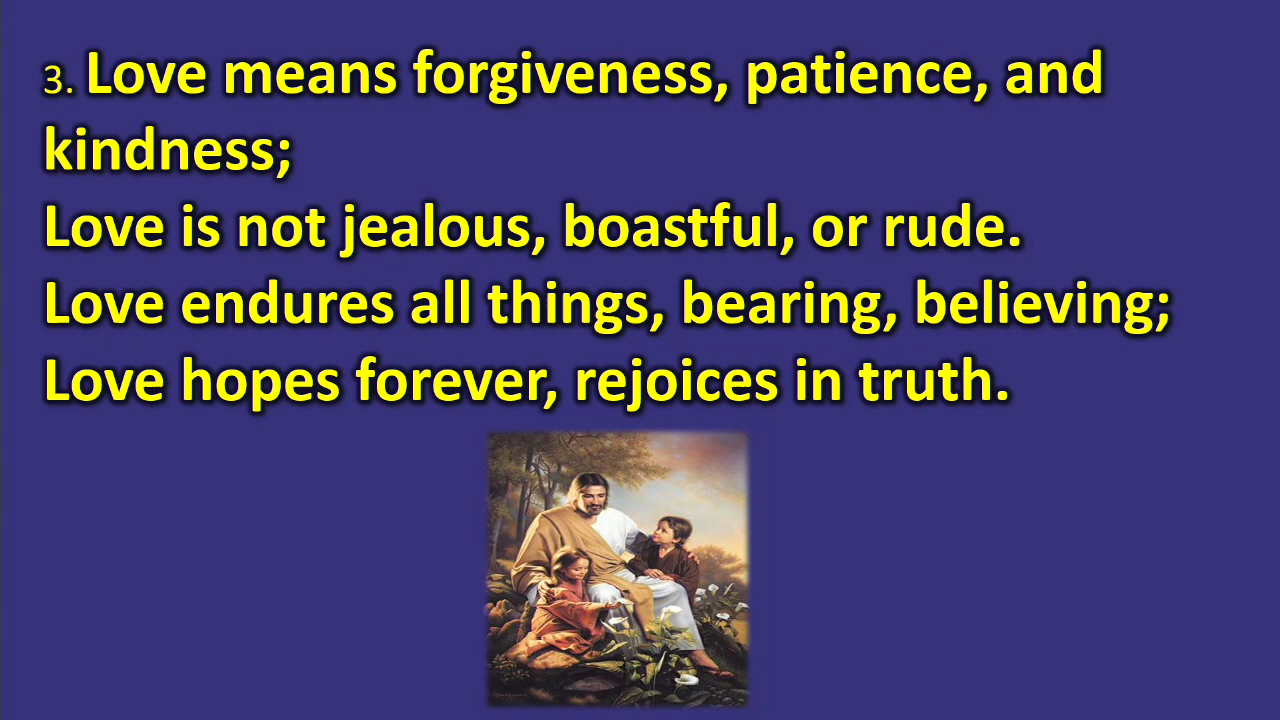 3. Love means forgiveness, patience, and
kindness;
Love is not jealous, boastful, or rude.
Love endures all things, bearing, believing;
Love hopes forever, rejoices in truth.